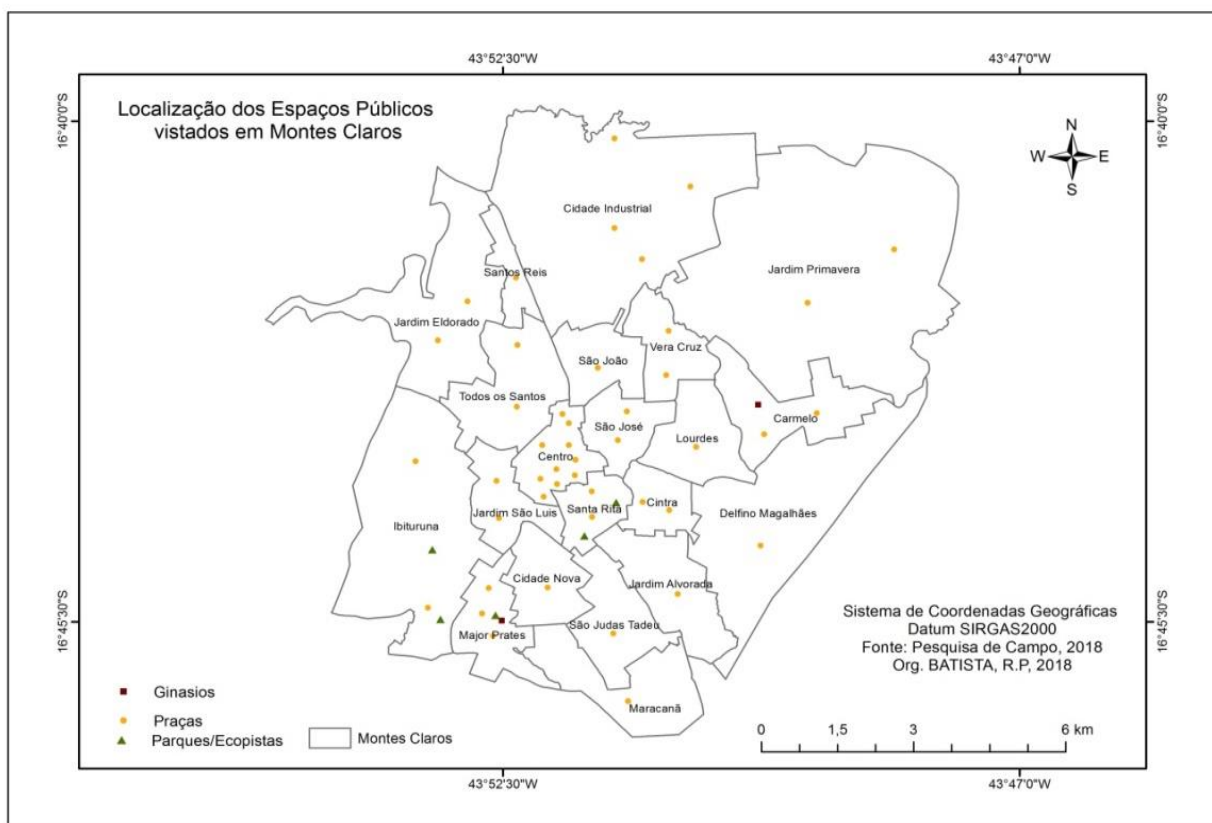 43°52'30"W
43°47'0"W
Localização dos Espaços Públicos
vistados em Montes Claros
16°40'0"S
16°40'0"S
N
W
E
S
Cidade Industrial
Santos Reis
Jardim Primavera
Jardim Eldorado
Vera Cruz
São João
Todos os Santos
Carmelo
São José
Lourdes
Centro
Cintra
Santa Rita
Jardim São Luis
Delfino Magalhães
Ibituruna
Cidade Nova
Jardim Alvorada
São Judas Tadeu
Major Prates
Maracanã
16°45'30"S
16°45'30"S
Sistema de Coordenadas Geográficas
Datum SIRGAS2000
Fonte: Pesquisa de Campo, 2018
Org. BATISTA, R.P, 2018
Ginasios
Praças
Parques/Ecopistas
Montes Claros
0
1,5
3
6 km
43°52'30"W
43°47'0"W